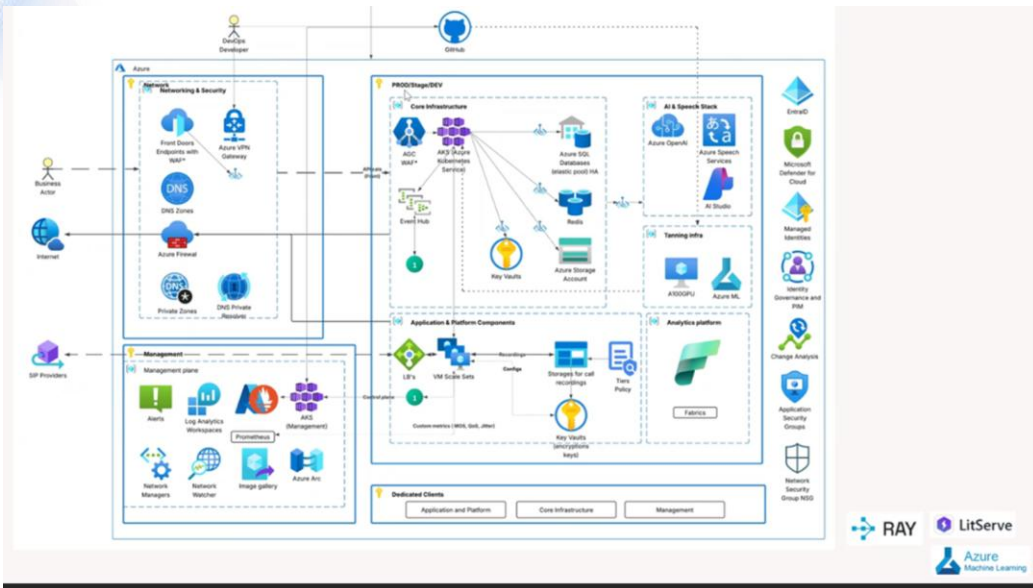 DevOps
Developer
GitHub
Azure
Network
Networking & Security
Front Doors
Endpoints with
WAF*
Azure VPN
Gateway
DNS
DNS Zones
Azure Firewal
DNS
Private Zones
DNS Private
Resolver
Business
Actor
Internet
SIP Providers
PROD/Stage/DEV
Core Infrastructure
AGC
WAF*
AKS (Azure
Kubernetes
Service)
Event Hub
1
Key Vaults
Azure SQL
Databases
(elastic pool) HA
Redis
Azure Storage
Account
AI & Speech Stack
Azure OpenAI
Azure Speech
Services
AI Studio
Tanning infra
A100GPU
Azure ML
Application & Platform Components
LB's
VM Scale Sets
Recordings
Configs
Storages for call
recordings
Tiers
Policy
1
Control plane
Custom metrics ( MOS, QoS, Jitter)
Key Vaults
(encryptions
keys)
Analytics platform
Fabrics
Management
Management plane
Alerts
Log Analytics
Workspaces
Prometheus
AKS
(Management)
Network
Managers
Network
Watcher
Image gallery
Azure Arc
Dedicated Clients
Application and Platform
Core Infrastructure
Management
EntraID
Microsoft
Defender for
Cloud
Managed
Identities
Identity
Governance and
PIM
Change Analysis
Application
Security
Groups
Network
Security
Group NSG
RAY
LitServe
Azure
Machine Learning